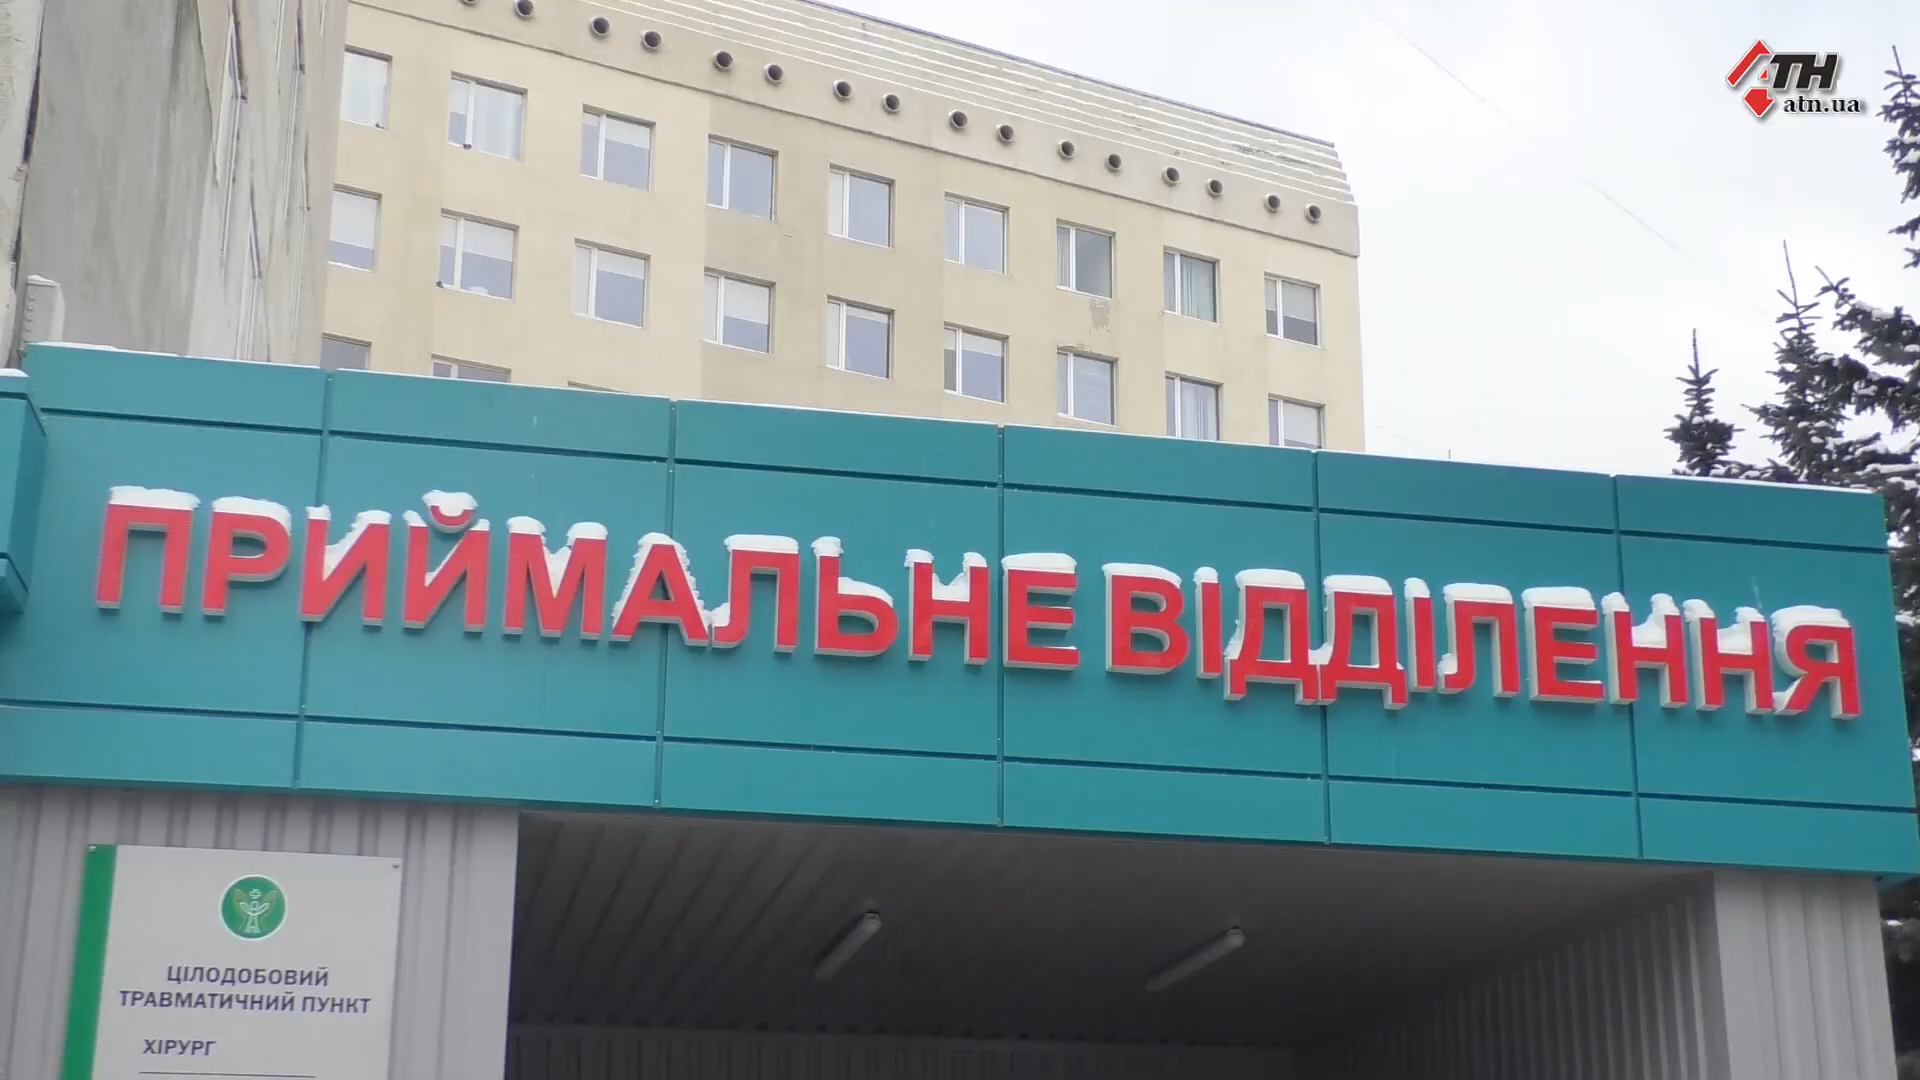 АТН
atn.ua
ПРИЙМАЛЬНЕ ВІДДІЛЕННЯ
ЦІЛОДОБОВИЙ
ТРАВМАТИЧНИЙ ПУНКТ
ХІРУРГ